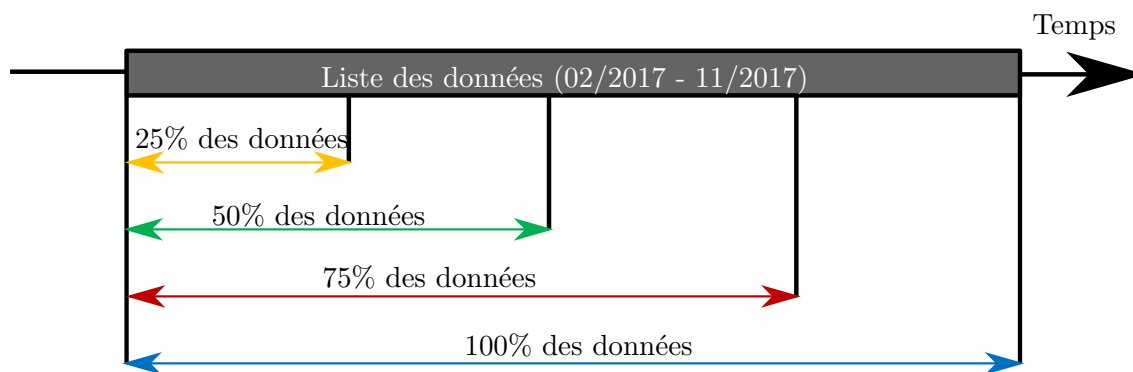 Temps
Liste des données (02/2017 - 11/2017)
25% des données
50% des données
75% des données
100% des données